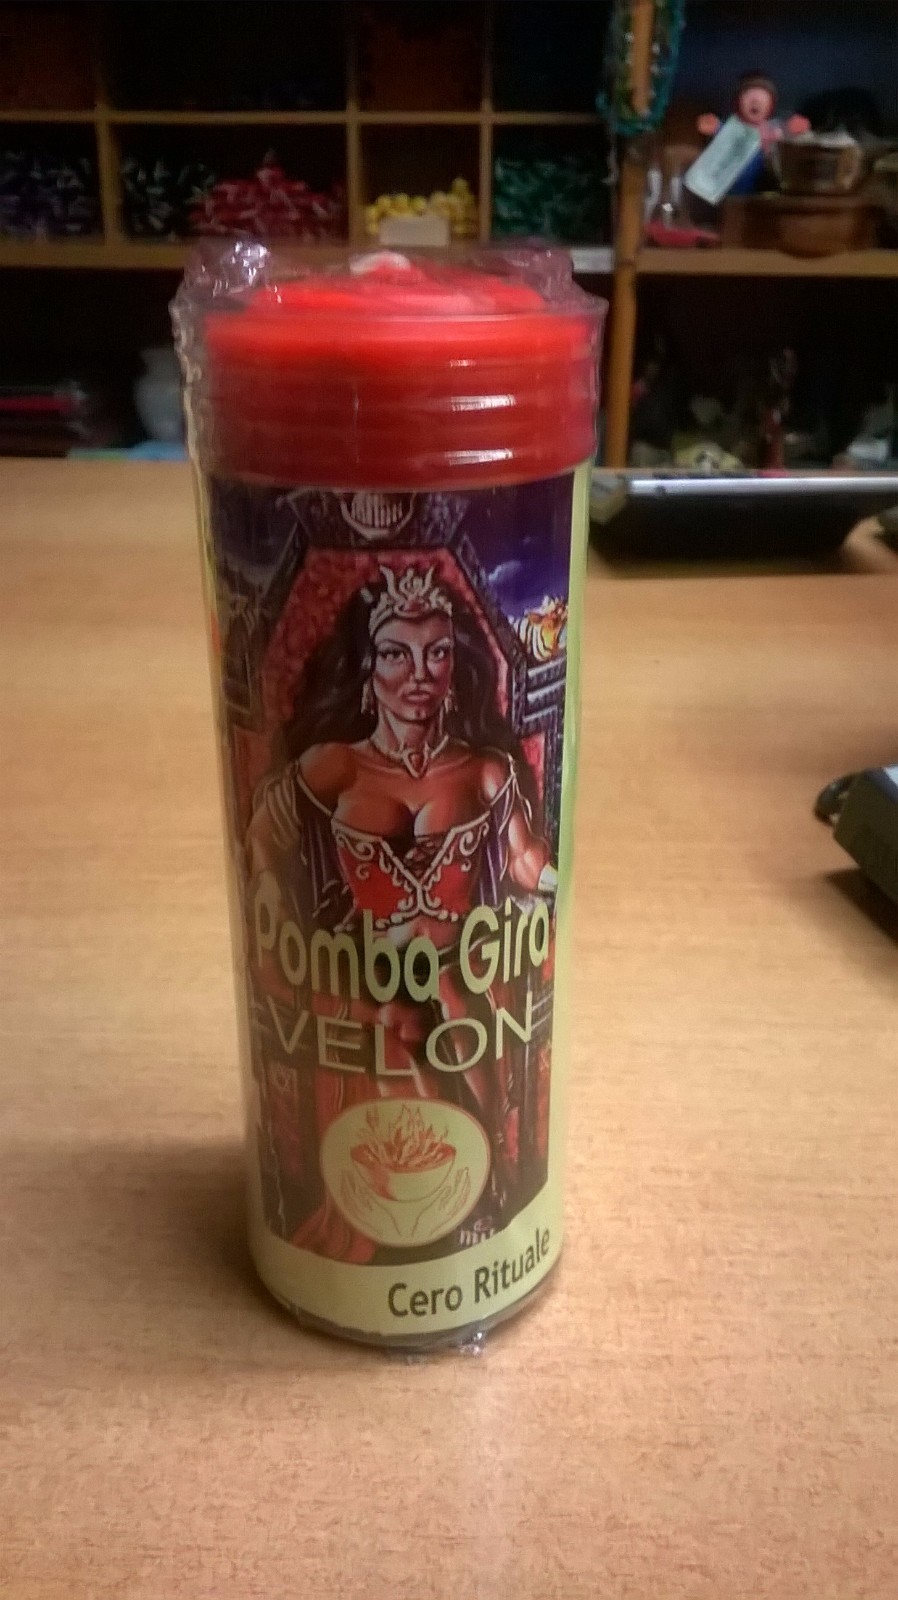 Pomba Gira
VELON
Cero Rituale